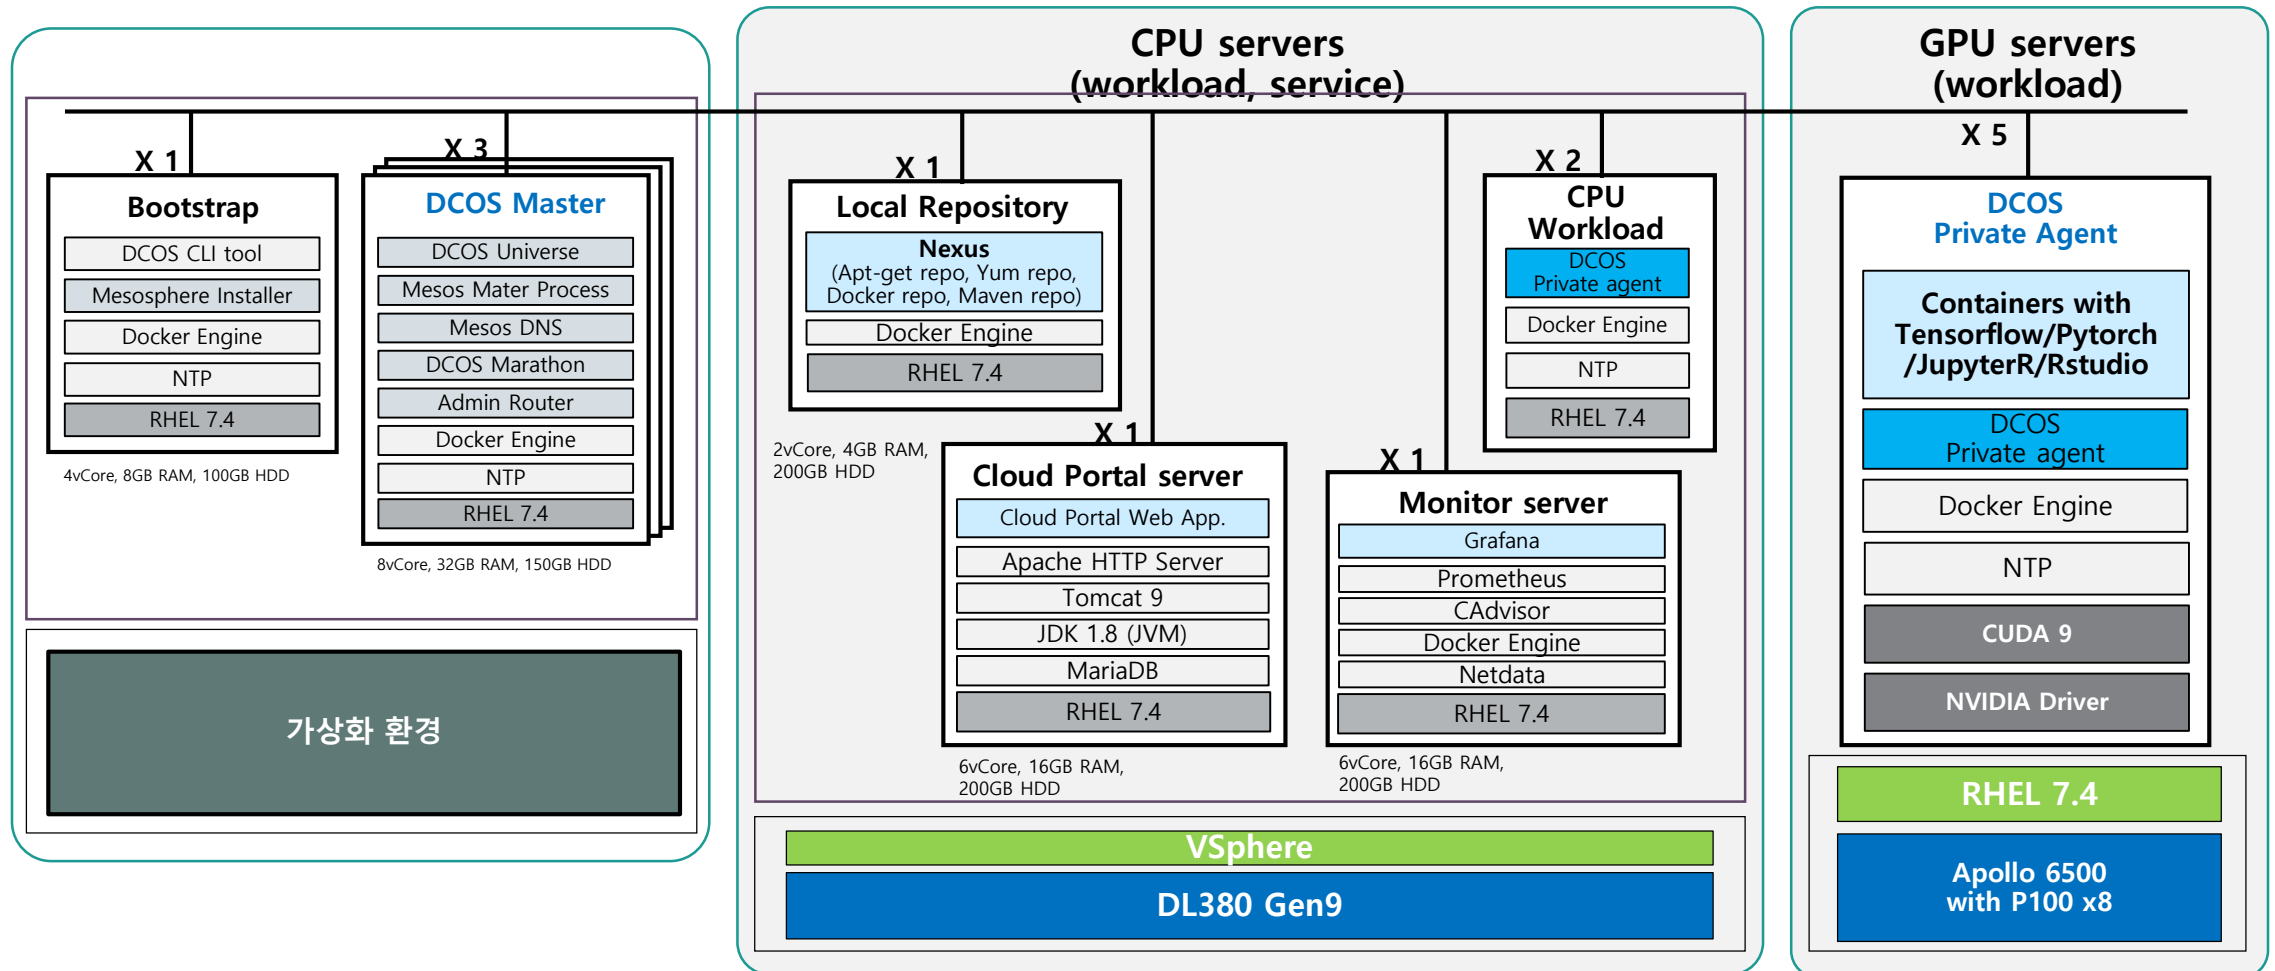 X 1
Bootstrap
DCOS CLI tool
Mesosphere Installer
Docker Engine
NTP
RHEL 7.4
4vCore, 8GB RAM, 100GB HDD
X 3
DCOS Master
DCOS Universe
Mesos Mater Process
Mesos DNS
DCOS Marathon
Admin Router
Docker Engine
NTP
RHEL 7.4
8vCore, 32GB RAM, 150GB HDD
가상화 환경
CPU servers
(workload, service)
X 1
Local Repository
Nexus
(Apt-get repo, Yum repo,
Docker repo, Maven repo)
Docker Engine
RHEL 7.4
2vCore, 4GB RAM,
200GB HDD
X 1
Cloud Portal server
Cloud Portal Web App.
Apache HTTP Server
Tomcat 9
JDK 1.8 (JVM)
MariaDB
RHEL 7.4
6vCore, 16GB RAM,
200GB HDD
X 1
Monitor server
Grafana
Prometheus
CAdvisor
Docker Engine
Netdata
RHEL 7.4
6vCore, 16GB RAM,
200GB HDD
X 2
CPU
Workload
DCOS
Private agent
Docker Engine
NTP
RHEL 7.4
VSphere
DL380 Gen9
GPU servers
(workload)
X 5
DCOS
Private Agent
Containers with
Tensorflow/Pytorch
/JupyterR/Rstudio
DCOS
Private agent
Docker Engine
NTP
CUDA 9
NVIDIA Driver
RHEL 7.4
Apollo 6500
with P100 x8